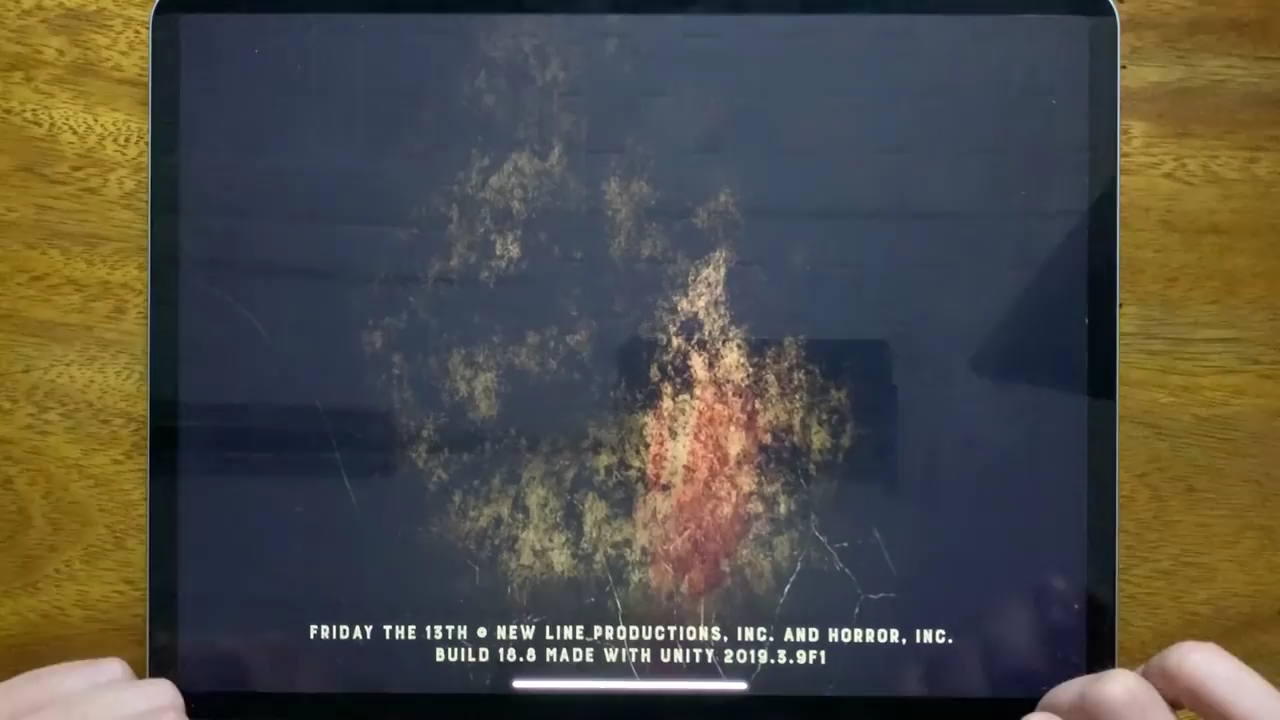 FRIDAY THE 13TH © NEW LINE PRODUCTIONS, INC. AND HORROR, INC.
BUILD 18.8 MADE WITH UNITY 2019.3.9F1